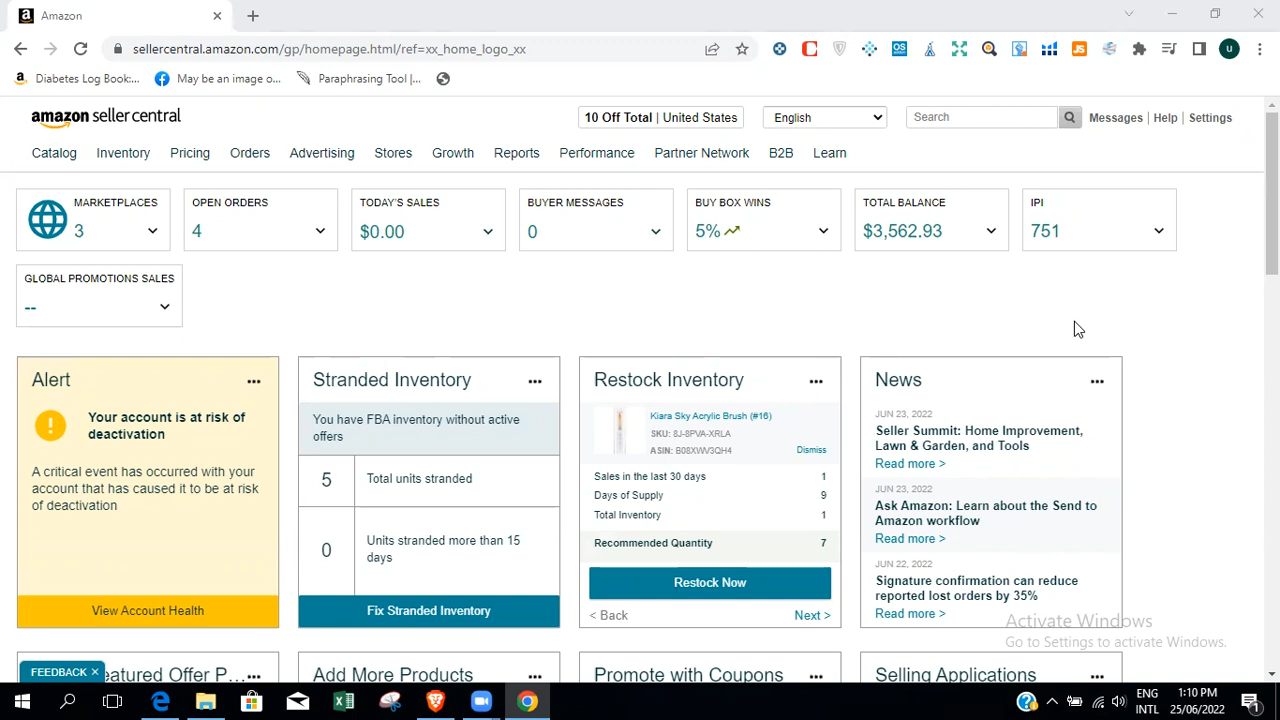 Amazon
sellercentral.amazon.com/gp/homepage.html/ref=xx_home_logo_xx
Diabetes Log Book:...
May be an image o...
Paraphrasing Tool |...
amazon seller central
10 Off Total | United States
English
Search
Messages | Help | Settings
Catalog Inventory Pricing Orders Advertising Stores Growth Reports Performance Partner Network B2B Learn
MARKETPLACES
3
OPEN ORDERS
4
TODAY'S SALES
$0.00
BUYER MESSAGES
0
BUY BOX WINS
5%
TOTAL BALANCE
$3,562.93
IPI
751
GLOBAL PROMOTIONS SALES
--
Alert
Your account is at risk of
deactivation
A critical event has occurred with your
account that has caused it to be at risk
of deactivation
View Account Health
Stranded Inventory
You have FBA inventory without active
offers
5 Total units stranded
0 Units stranded more than 15
days
Fix Stranded Inventory
Restock Inventory
Kiara Sky Acrylic Brush (#16)
SKU: 8J-8PVA-XRLA
ASIN: B08XWV3QH4
Dismiss
Sales in the last 30 days 1
Days of Supply 9
Total Inventory 1
Recommended Quantity 7
Restock Now
< Back Next >
News
JUN 23, 2022
Seller Summit: Home Improvement,
Lawn & Garden, and Tools
Read more >
JUN 23, 2022
Ask Amazon: Learn about the Send to
Amazon workflow
Read more >
JUN 22, 2022
Signature confirmation can reduce
reported lost orders by 35%
Read more >
Activate Windows
Go to Settings to activate Windows.
FEEDBACK ×
eatured Offer P...
Add More Products
Promote with Coupons
Selling Applications
ENG
INTL
1:10 PM
25/06/2022